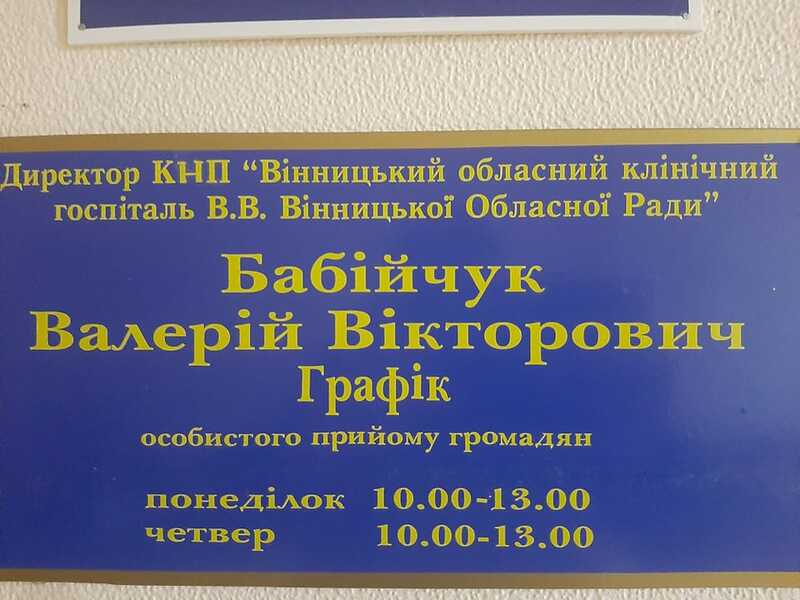 Директор КНП “Вінницький обласний клінічний
госпіталь В.В. Вінницької Обласної Ради”
Бабійчук
Валерій Вікторович
Графік
особистого прийому громадян
понеділок 10.00-13.00
четвер 10.00-13.00